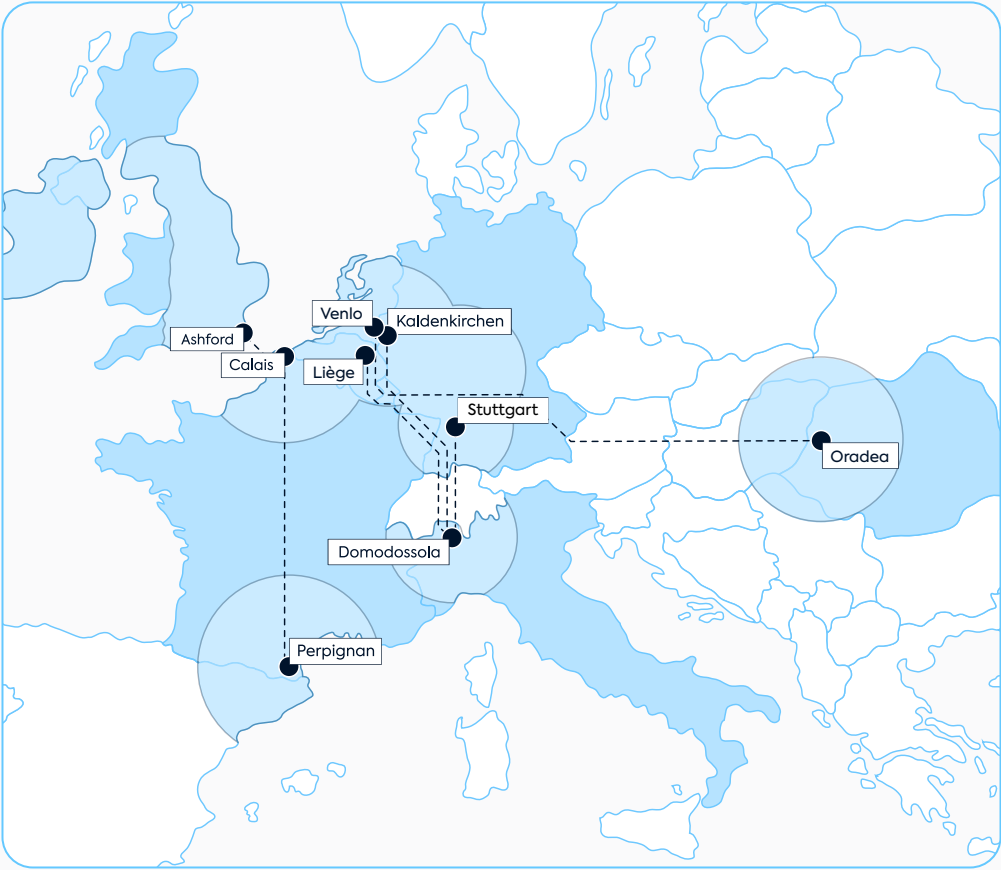 Venlo
Kaldenkirchen
Ashford
Calais
Liège
Stuttgart
Oradea
Domodossola
Perpignan